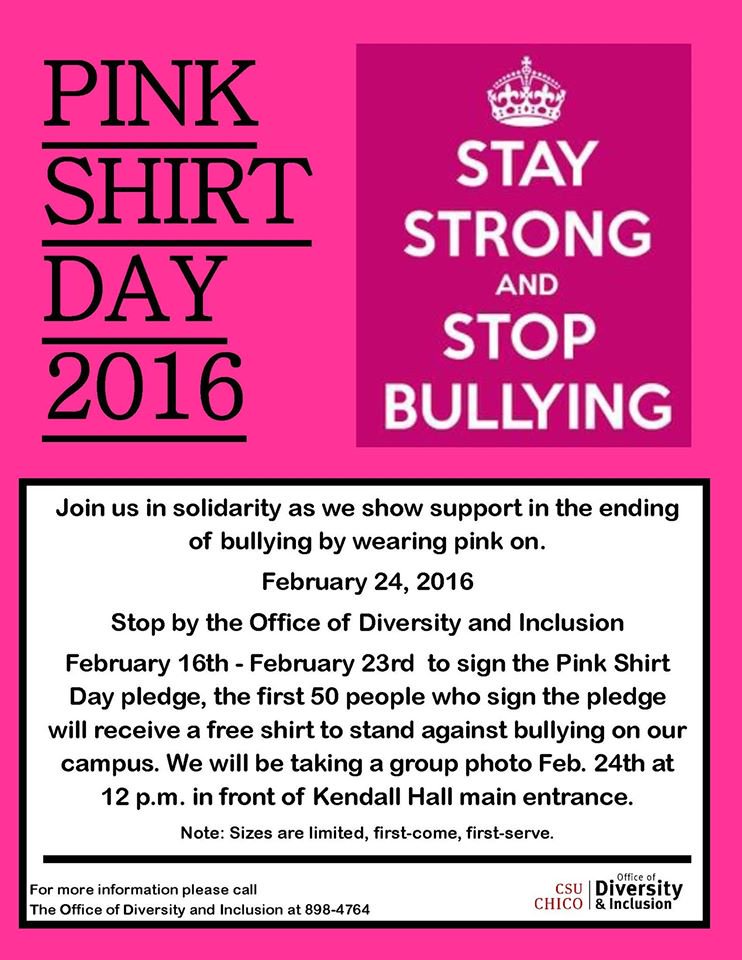 PINK
SHIRT
DAY
2016
STAY
STRONG
AND
STOP
BULLYING
Join us in solidarity as we show support in the ending
of bullying by wearing pink on.
February 24, 2016
Stop by the Office of Diversity and Inclusion
February 16th - February 23rd to sign the Pink Shirt
Day pledge, the first 50 people who sign the pledge
will receive a free shirt to stand against bullying on our
campus. We will be taking a group photo Feb. 24th at
12 p.m. in front of Kendall Hall main entrance.
Note: Sizes are limited, first-come, first-serve.
For more information please call
The Office of Diversity and Inclusion at 898-4764
CSU
CHICO
Office of
Diversity
& Inclusion